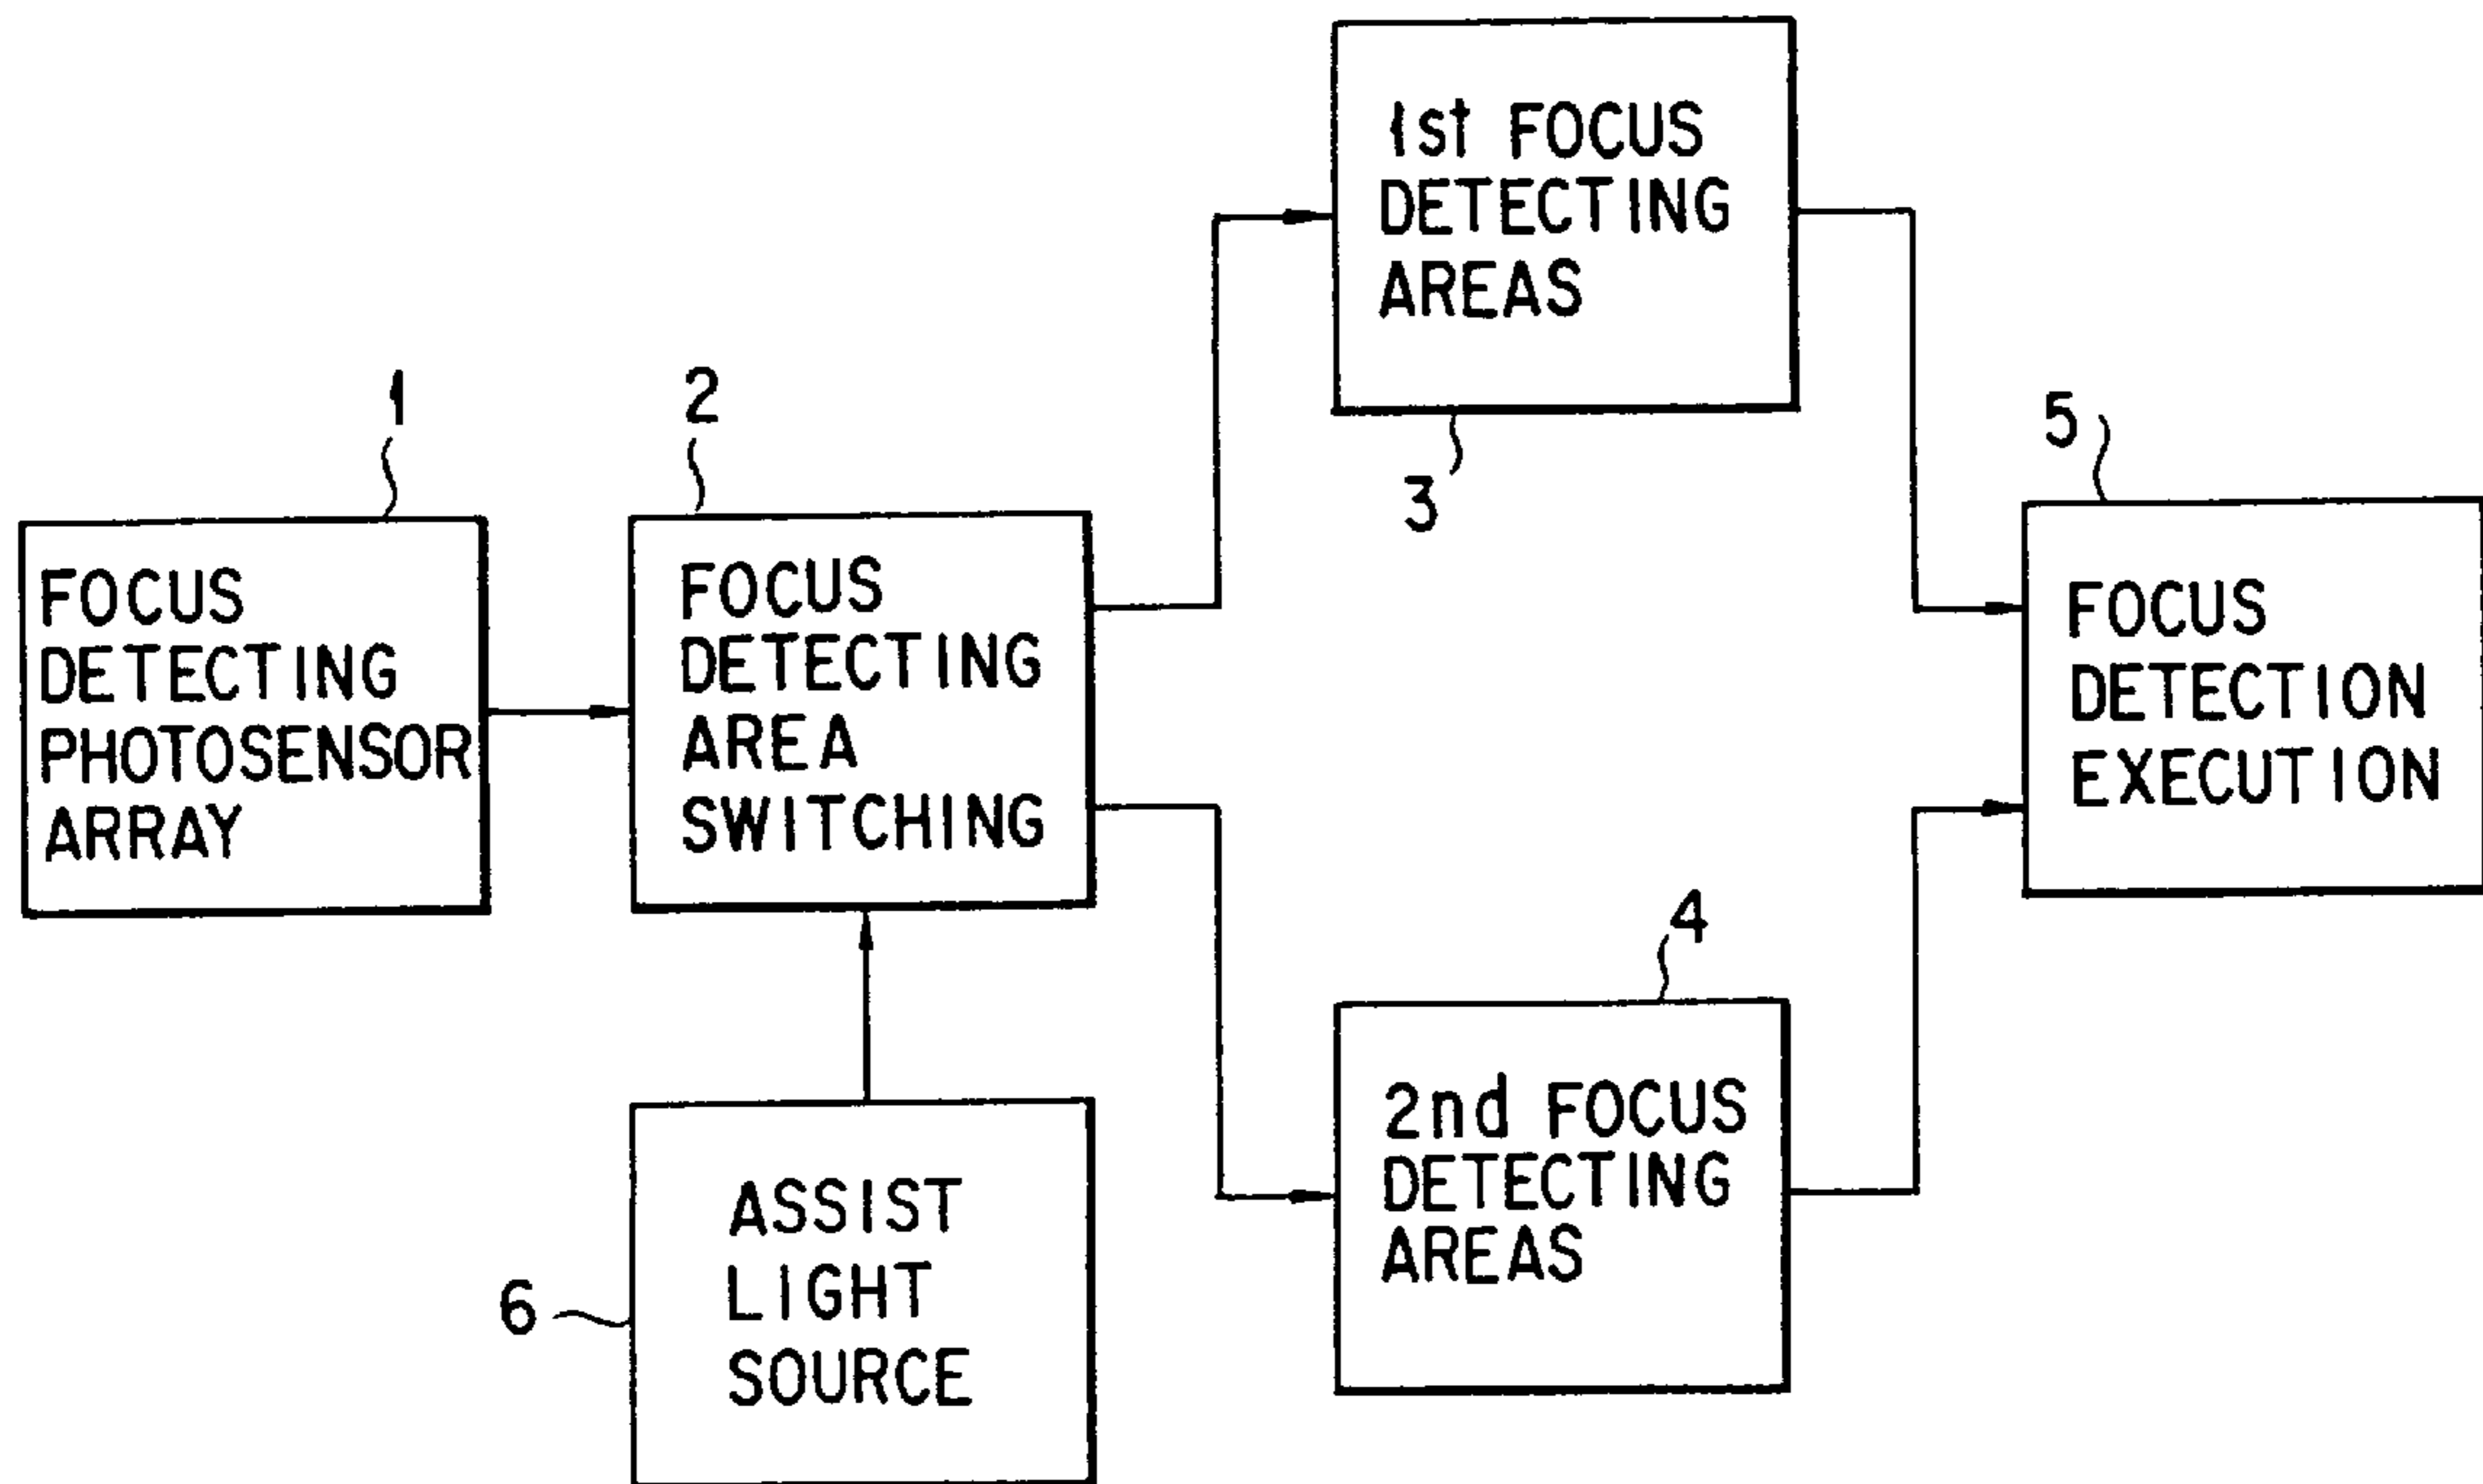 1
FOCUS
DETECTING
PHOTOSENSOR
ARRAY
2
FOCUS
DETECTING
AREA
SWITCHING
1st FOCUS
DETECTING
AREAS
3
2nd FOCUS
DETECTING
AREAS
4
5
FOCUS
DETECTION
EXECUTION
6
ASSIST
LIGHT
SOURCE